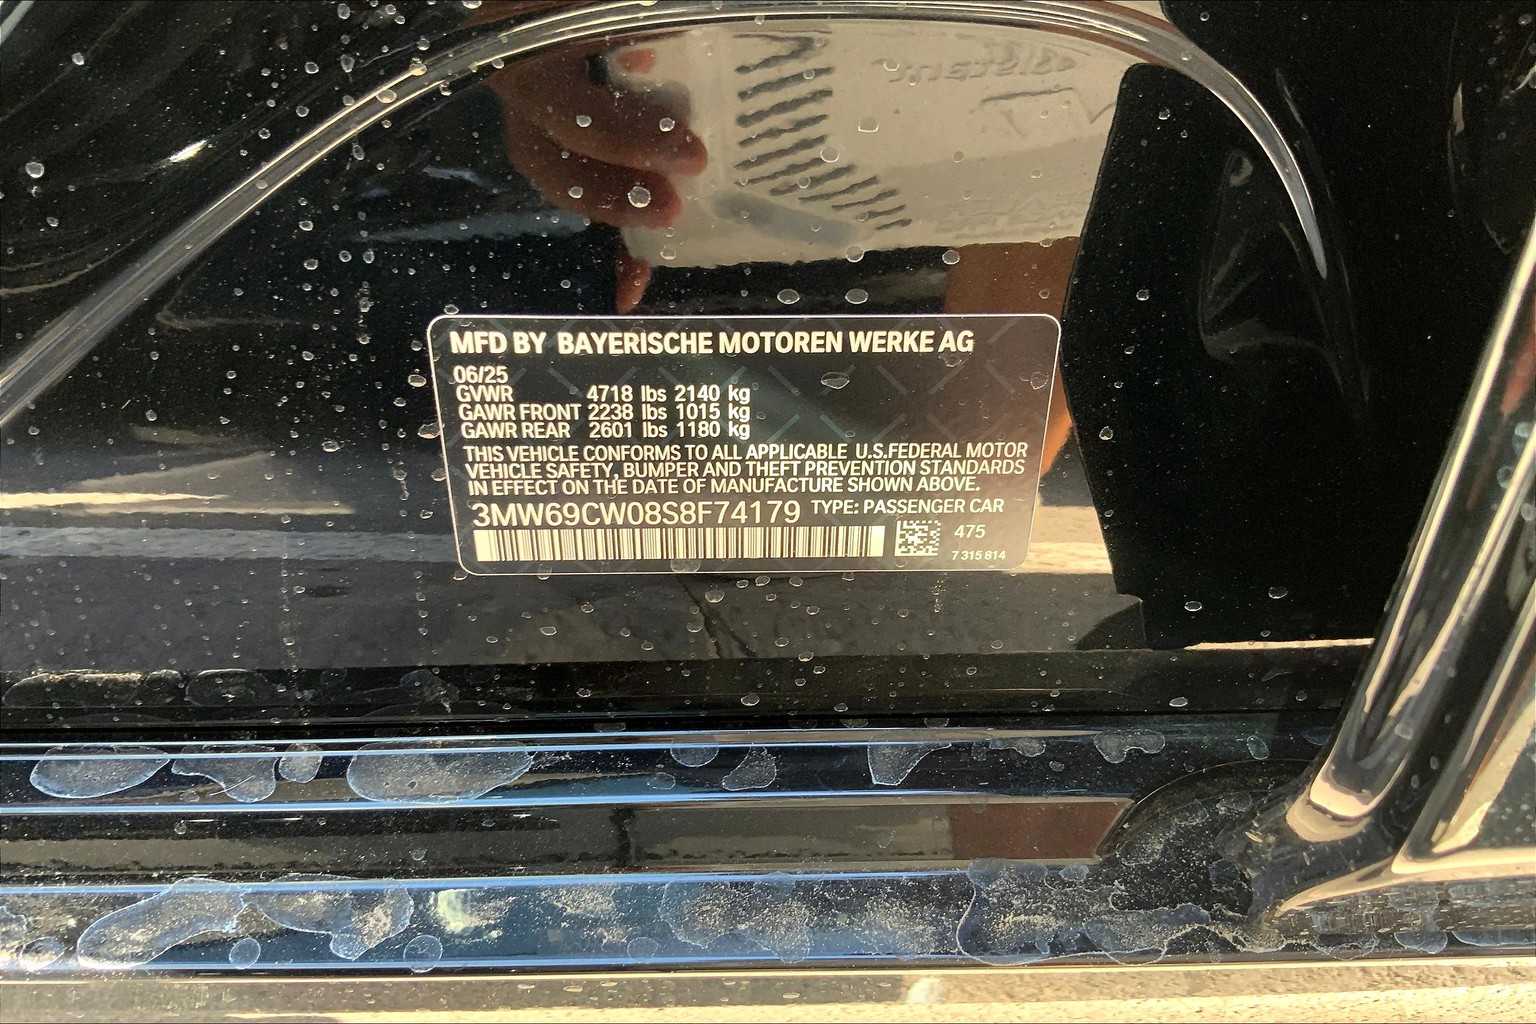 MFD BY BAYERISCHE MOTOREN WERKE AG
06/25
GVWR 4718 lbs 2140 kg
GAWR FRONT 2238 lbs 1015 kg
GAWR REAR 2601 lbs 1180 kg
THIS VEHICLE CONFORMS TO ALL APPLICABLE U.S.FEDERAL MOTOR
VEHICLE SAFETY, BUMPER AND THEFT PREVENTION STANDARDS
IN EFFECT ON THE DATE OF MANUFACTURE SHOWN ABOVE.
3MW69CW08S8F74179 TYPE: PASSENGER CAR
475
7 315 814